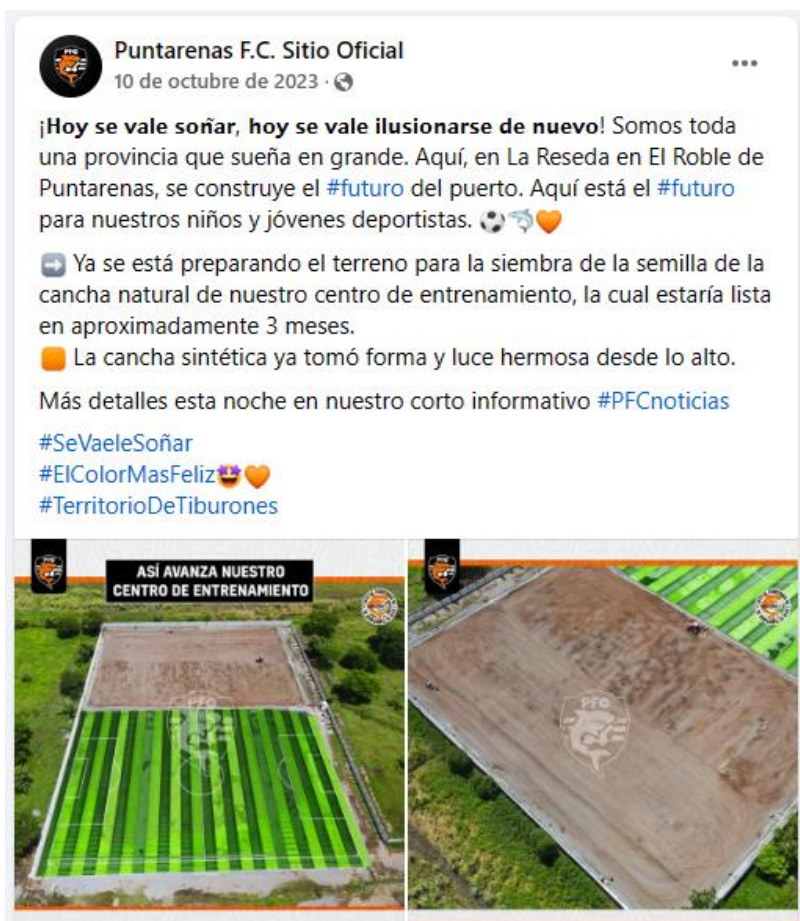 Puntarenas F.C. Sitio Oficial
10 de octubre de 2023 ·
¡Hoy se vale soñar, hoy se vale ilusionarse de nuevo! Somos toda
una provincia que sueña en grande. Aquí, en La Reseda en El Roble de
Puntarenas, se construye el #futuro del puerto. Aquí está el #futuro
para nuestros niños y jóvenes deportistas. ⚽🦈🧡
➡️ Ya se está preparando el terreno para la siembra de la semilla de la
cancha natural de nuestro centro de entrenamiento, la cual estaría lista
en aproximadamente 3 meses.
🟧 La cancha sintética ya tomó forma y luce hermosa desde lo alto.
Más detalles esta noche en nuestro corto informativo #PFCnoticias
#SeVaeleSoñar
#ElColorMasFeliz🤩🧡
#TerritorioDeTiburones
ASÍ AVANZA NUESTRO
CENTRO DE ENTRENAMIENTO
PFC
PFC